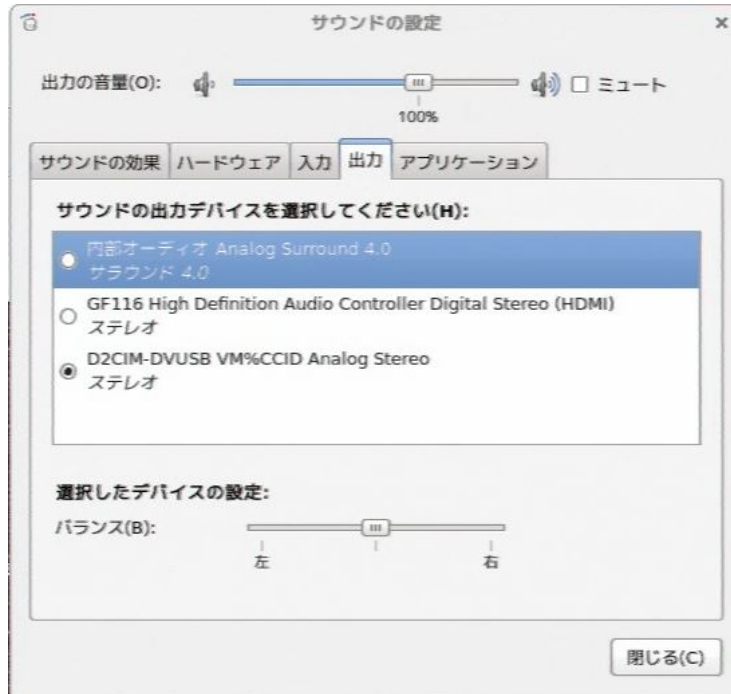 サウンドの設定
出力の音量(O):
ミュート
100%
サウンドの効果 ハードウェア 入力 出力 アプリケーション
サウンドの出力デバイスを選択してください(H):
内部オーディオ Analog Surround 4.0
サラウンド 4.0
GF116 High Definition Audio Controller Digital Stereo (HDMI)
ステレオ
D2CIM-DVUSB VM%CCID Analog Stereo
ステレオ
選択したデバイスの設定:
バランス(B):
左 右
閉じる(C)